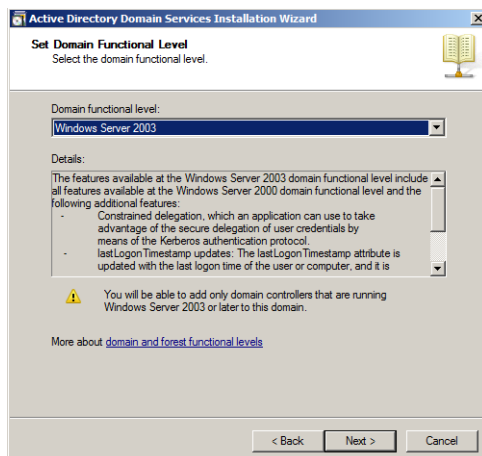 Active Directory Domain Services Installation Wizard
Set Domain Functional Level
Select the domain functional level.
Domain functional level:
Windows Server 2003
Details:
The features available at the Windows Server 2003 domain functional level include
all features available at the Windows Server 2000 domain functional level and the
following additional features:
- Constrained delegation, which an application can use to take
advantage of the secure delegation of user credentials by
means of the Kerberos authentication protocol.
- lastLogonTimestamp updates: The lastLogonTimestamp attribute is
updated with the last logon time of the user or computer, and it is
You will be able to add only domain controllers that are running
Windows Server 2003 or later to this domain.
More about domain and forest functional levels
< Back Next > Cancel